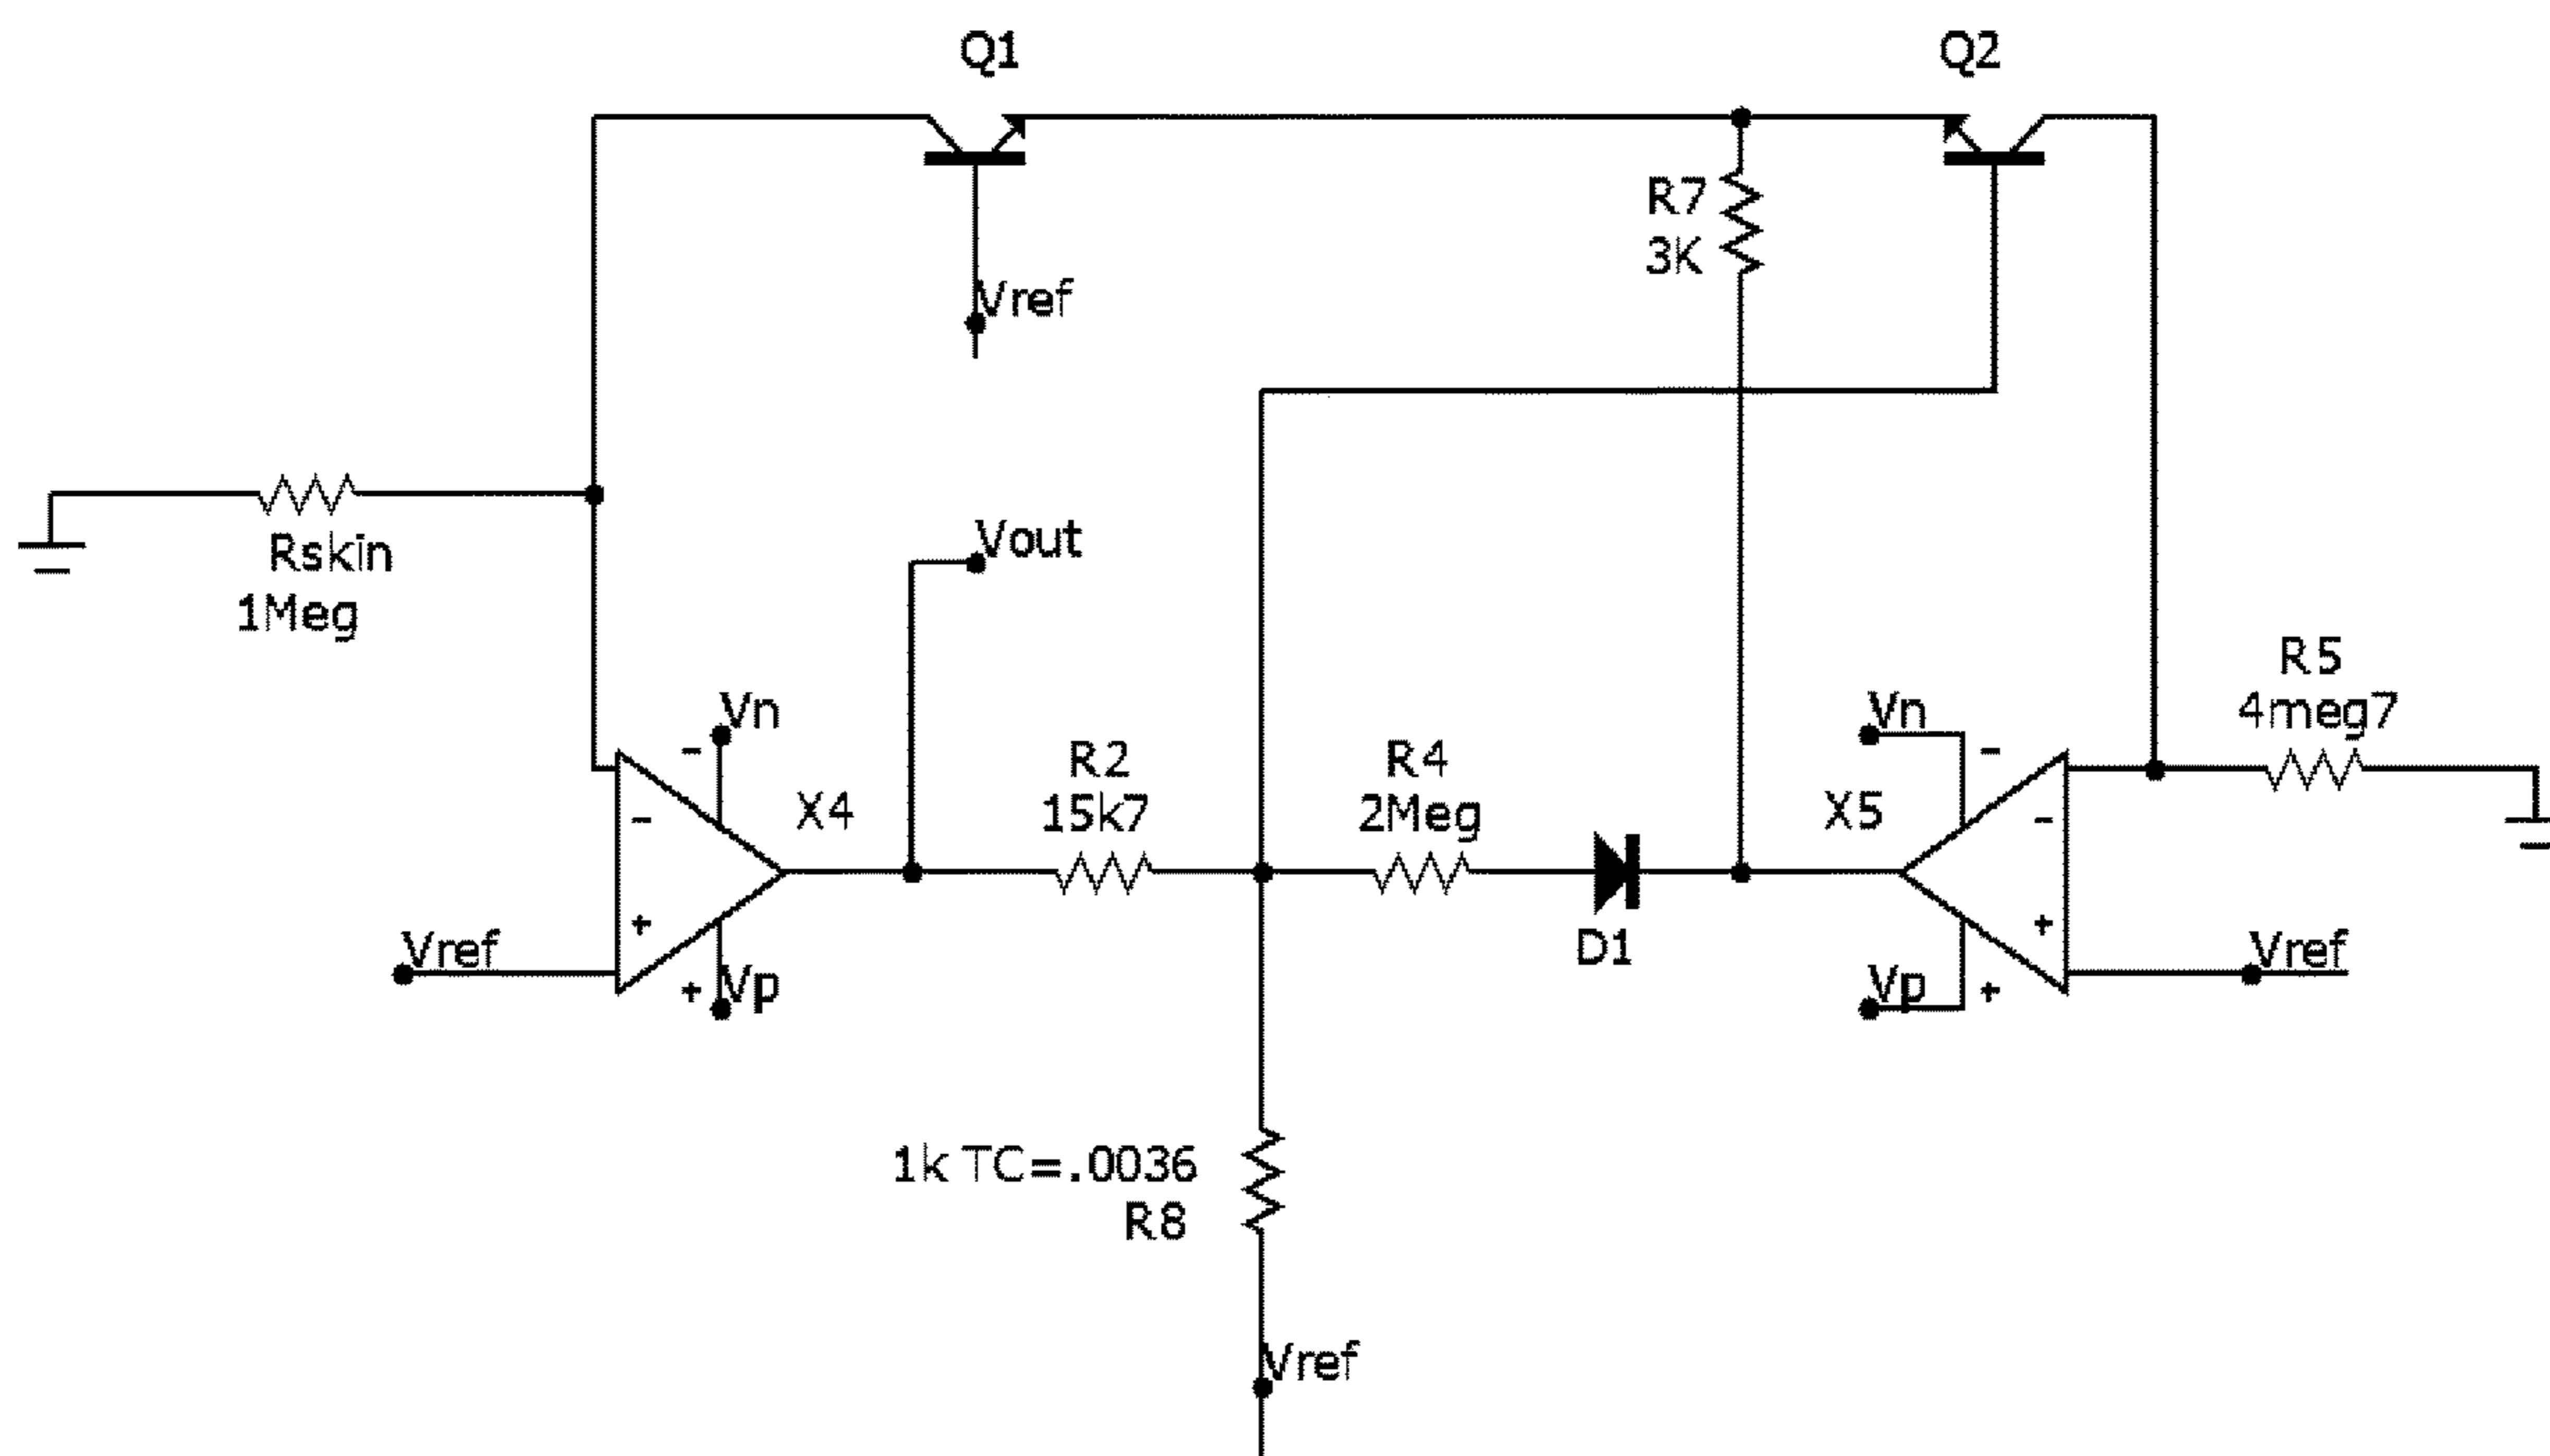 Q1
Q2
R7
3K
Vref
Rskin
1Meg
Vout
R5
4meg7
Vn
-
Vn
-
R2
15k7
R4
2Meg
X4
X5
-
-
+
+
Vref
D1
Vref
+
Vp
Vp
+
1k TC=.0036
R8
Vref